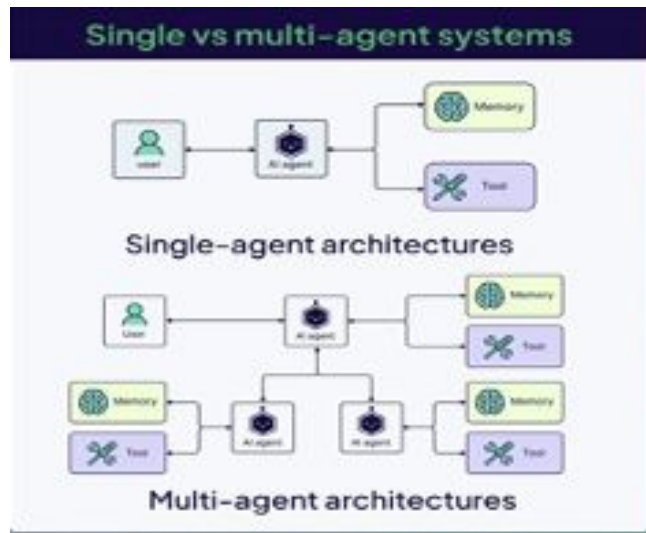 Single vs multi-agent systems
Memory
user
AI agent
Tool
Single-agent architectures
Memory
User
AI agent
Tool
Memory
Memory
AI agent
AI agent
Tool
Tool
Multi-agent architectures